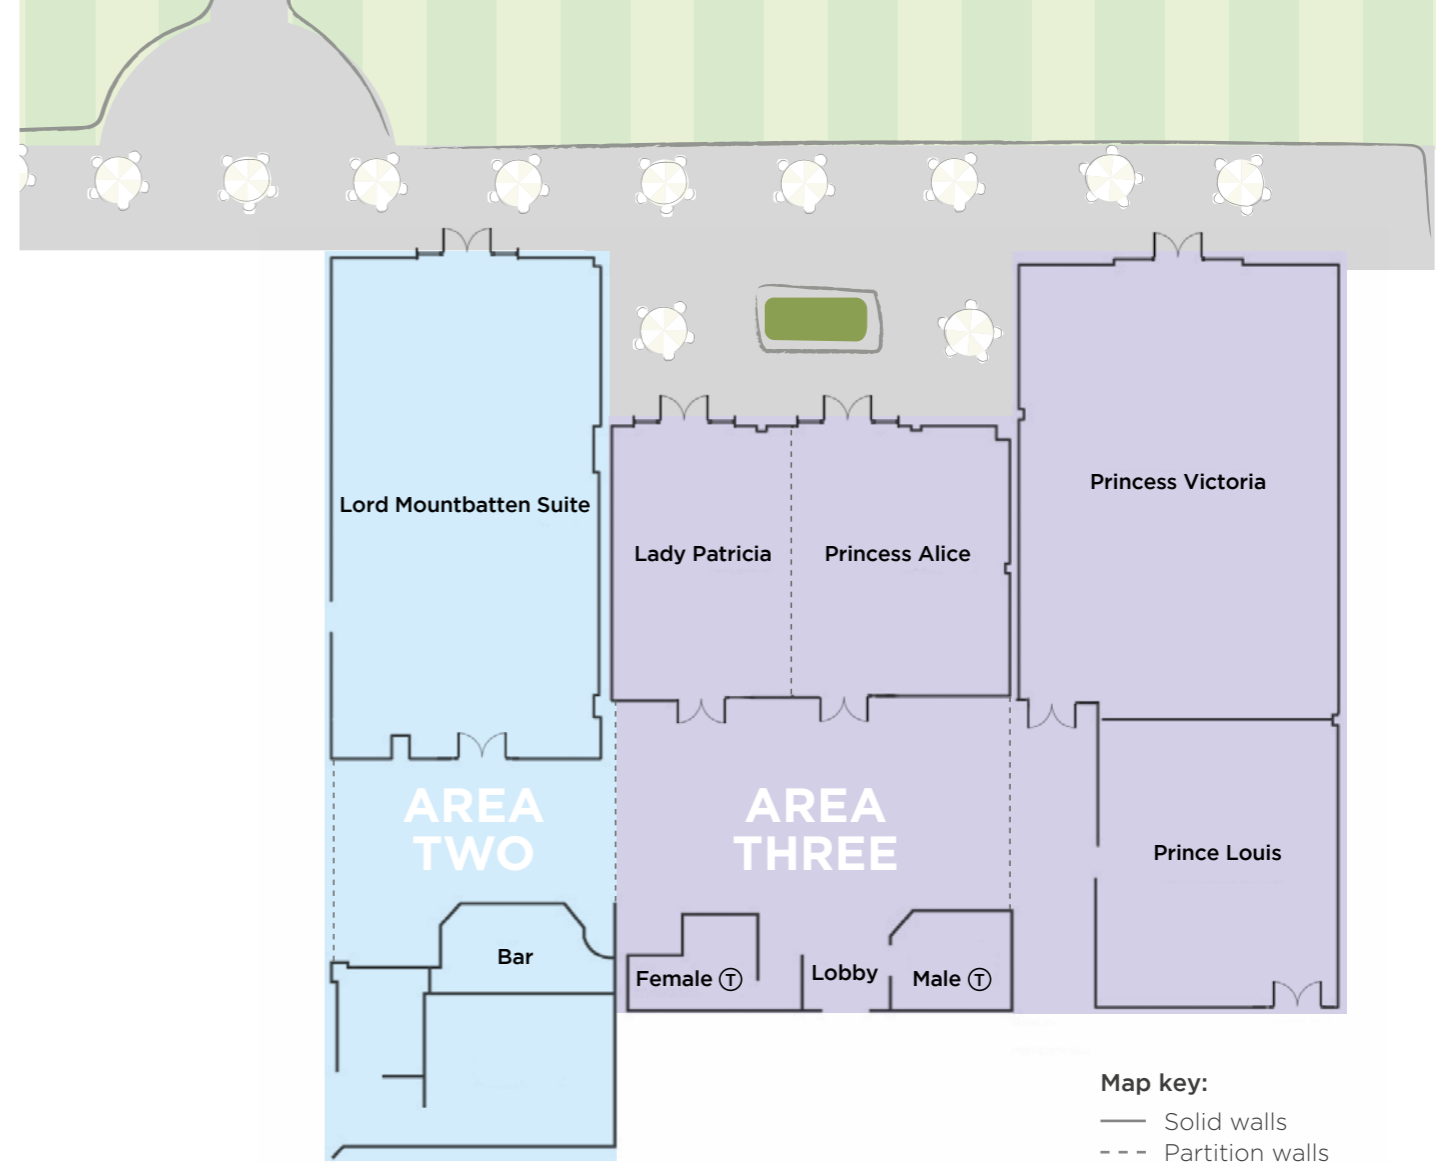 Princess Victoria
Lord Mountbatten Suite
Lady Patricia
Princess Alice
AREA
TWO
AREA
THREE
Prince Louis
Bar
Female Ⓣ
Lobby
Male Ⓣ
Map key:
Solid walls
Partition walls